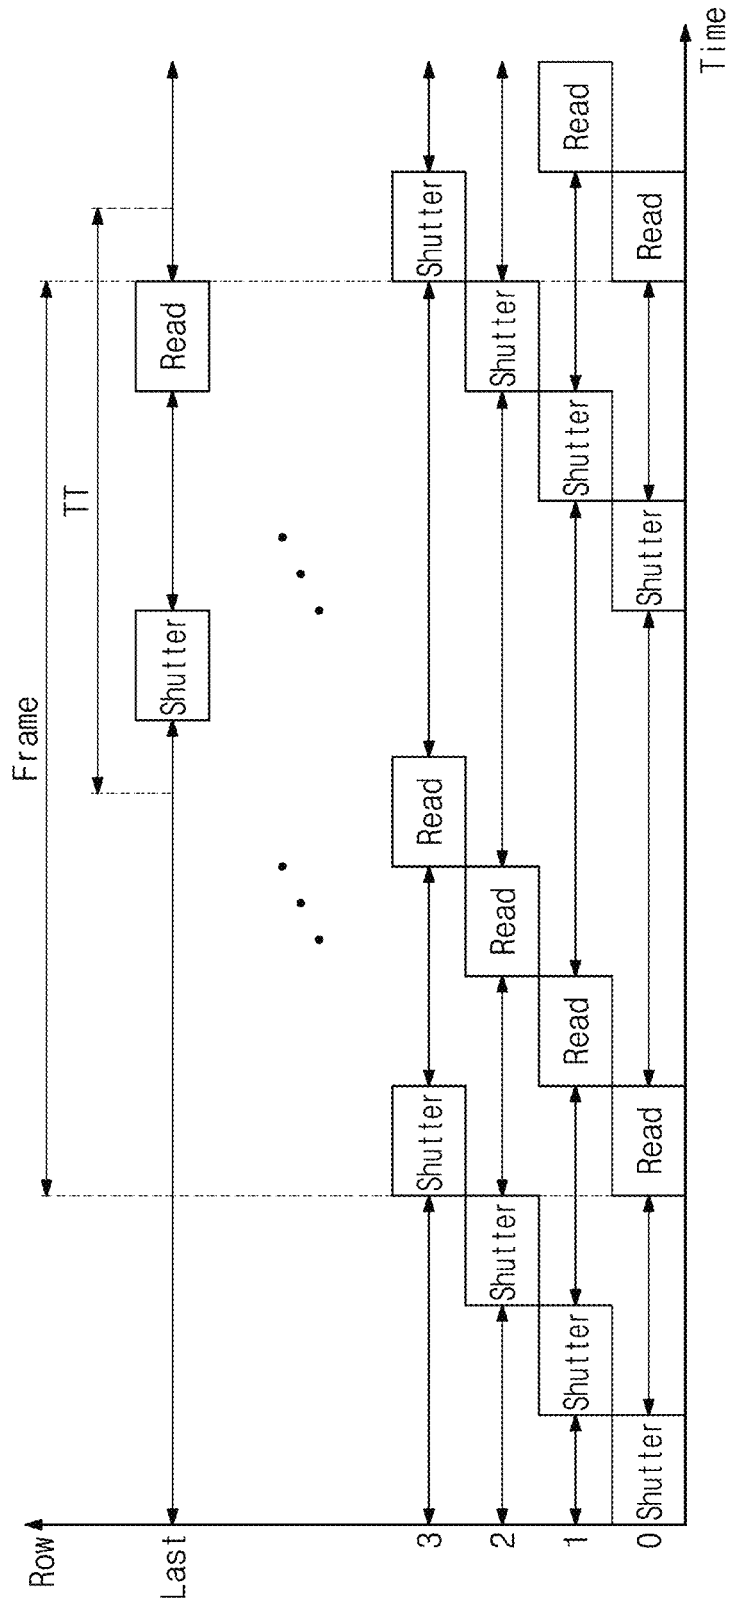 Row
Frame
TT
Last Shutter Read
3 Shutter Read Shutter
2 Shutter Read Shutter
1 Shutter Read Shutter Read
0 Shutter Read Shutter Read
Time